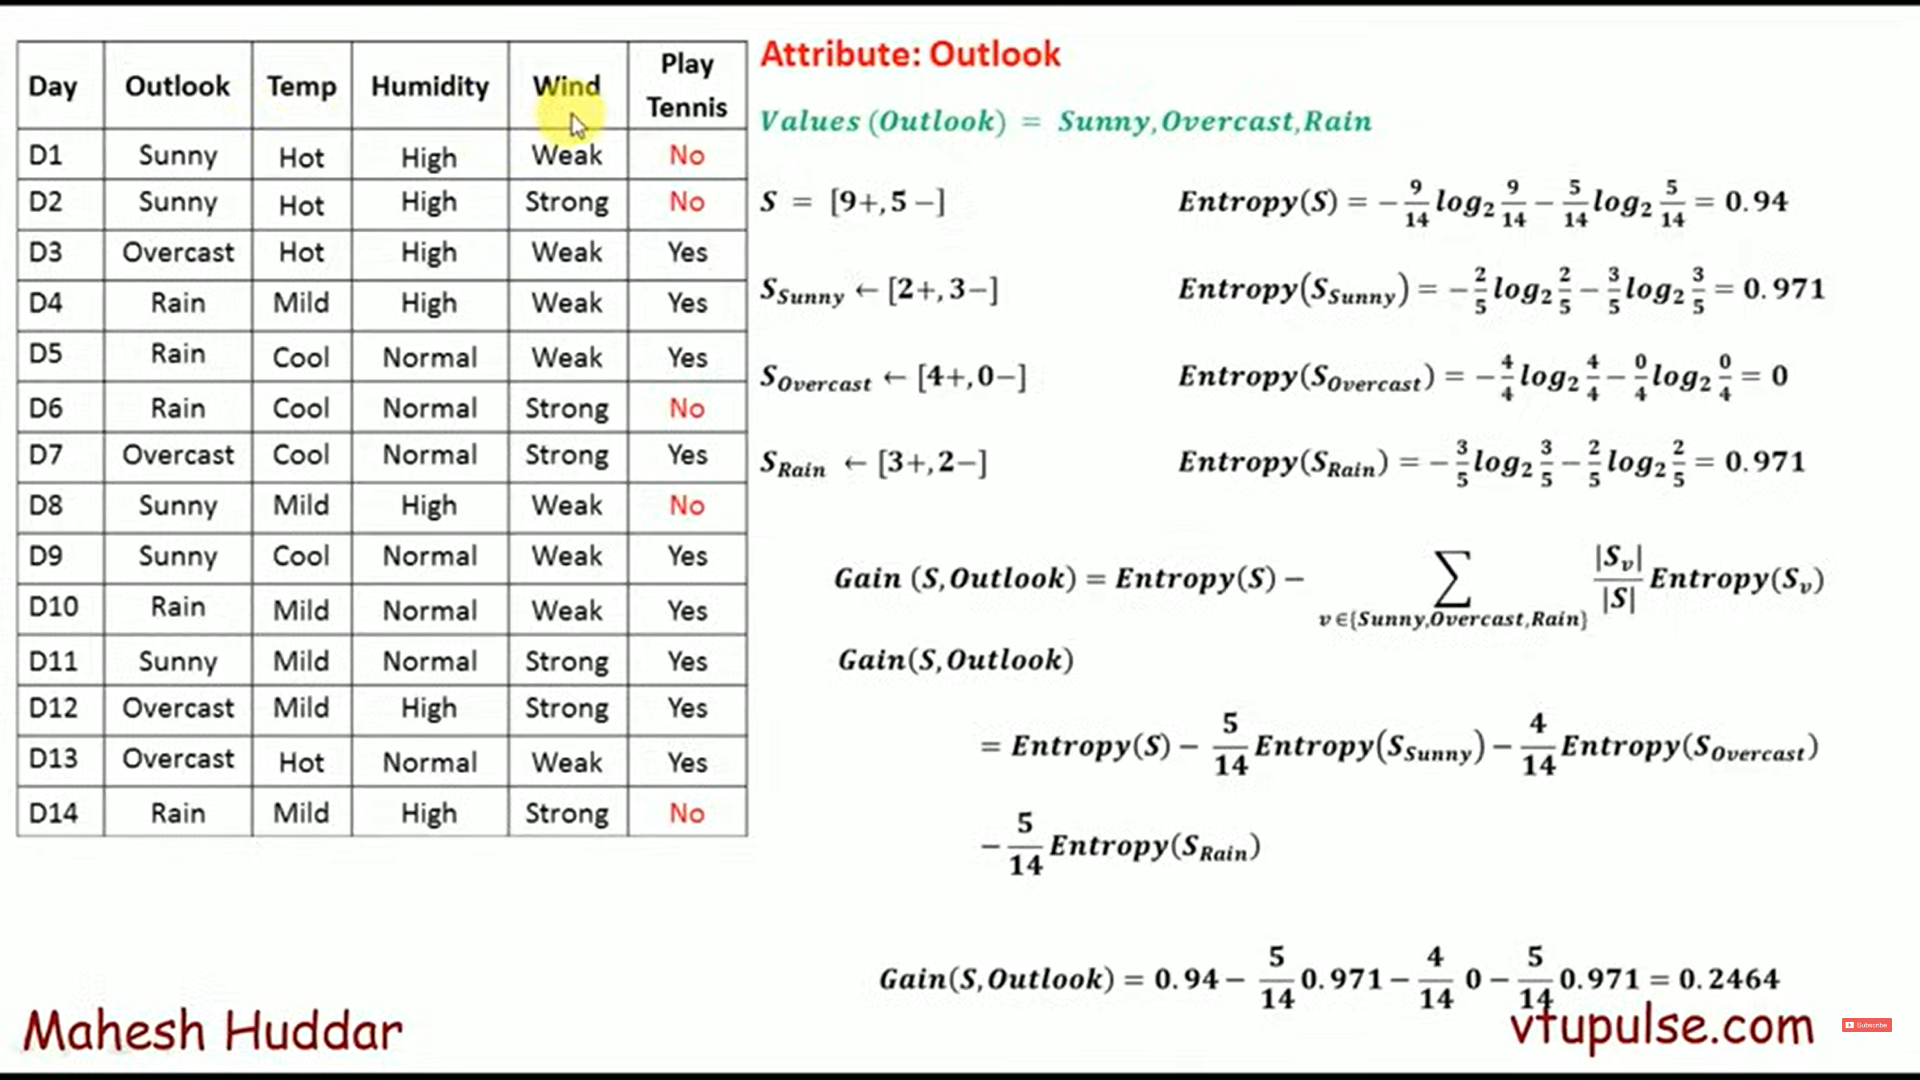 Day Outlook Temp Humidity Wind Play Tennis
D1 Sunny Hot High Weak No
D2 Sunny Hot High Strong No
D3 Overcast Hot High Weak Yes
D4 Rain Mild High Weak Yes
D5 Rain Cool Normal Weak Yes
D6 Rain Cool Normal Strong No
D7 Overcast Cool Normal Strong Yes
D8 Sunny Mild High Weak No
D9 Sunny Cool Normal Weak Yes
D10 Rain Mild Normal Weak Yes
D11 Sunny Mild Normal Strong Yes
D12 Overcast Mild High Strong Yes
D13 Overcast Hot Normal Weak Yes
D14 Rain Mild High Strong No
Attribute: Outlook
Values (Outlook) = Sunny, Overcast, Rain
S = [9+, 5−] Entropy(S) = −9/14 log₂ 9/14 − 5/14 log₂ 5/14 = 0.94
S_Sunny ← [2+, 3−] Entropy(S_Sunny) = −2/5 log₂ 2/5 − 3/5 log₂ 3/5 = 0.971
S_Overcast ← [4+, 0−] Entropy(S_Overcast) = −4/4 log₂ 4/4 − 0/4 log₂ 0/4 = 0
S_Rain ← [3+, 2−] Entropy(S_Rain) = −3/5 log₂ 3/5 − 2/5 log₂ 2/5 = 0.971
Gain (S, Outlook) = Entropy(S) − ∑ v∈{Sunny,Overcast,Rain} |Sᵥ|/|S| Entropy(Sᵥ)
Gain(S, Outlook)
= Entropy(S) − 5/14 Entropy(S_Sunny) − 4/14 Entropy(S_Overcast)
− 5/14 Entropy(S_Rain)
Gain(S, Outlook) = 0.94 − 5/14 0.971 − 4/14 0 − 5/14 0.971 = 0.2464
Mahesh Huddar
vtupulse.com
Subscribe